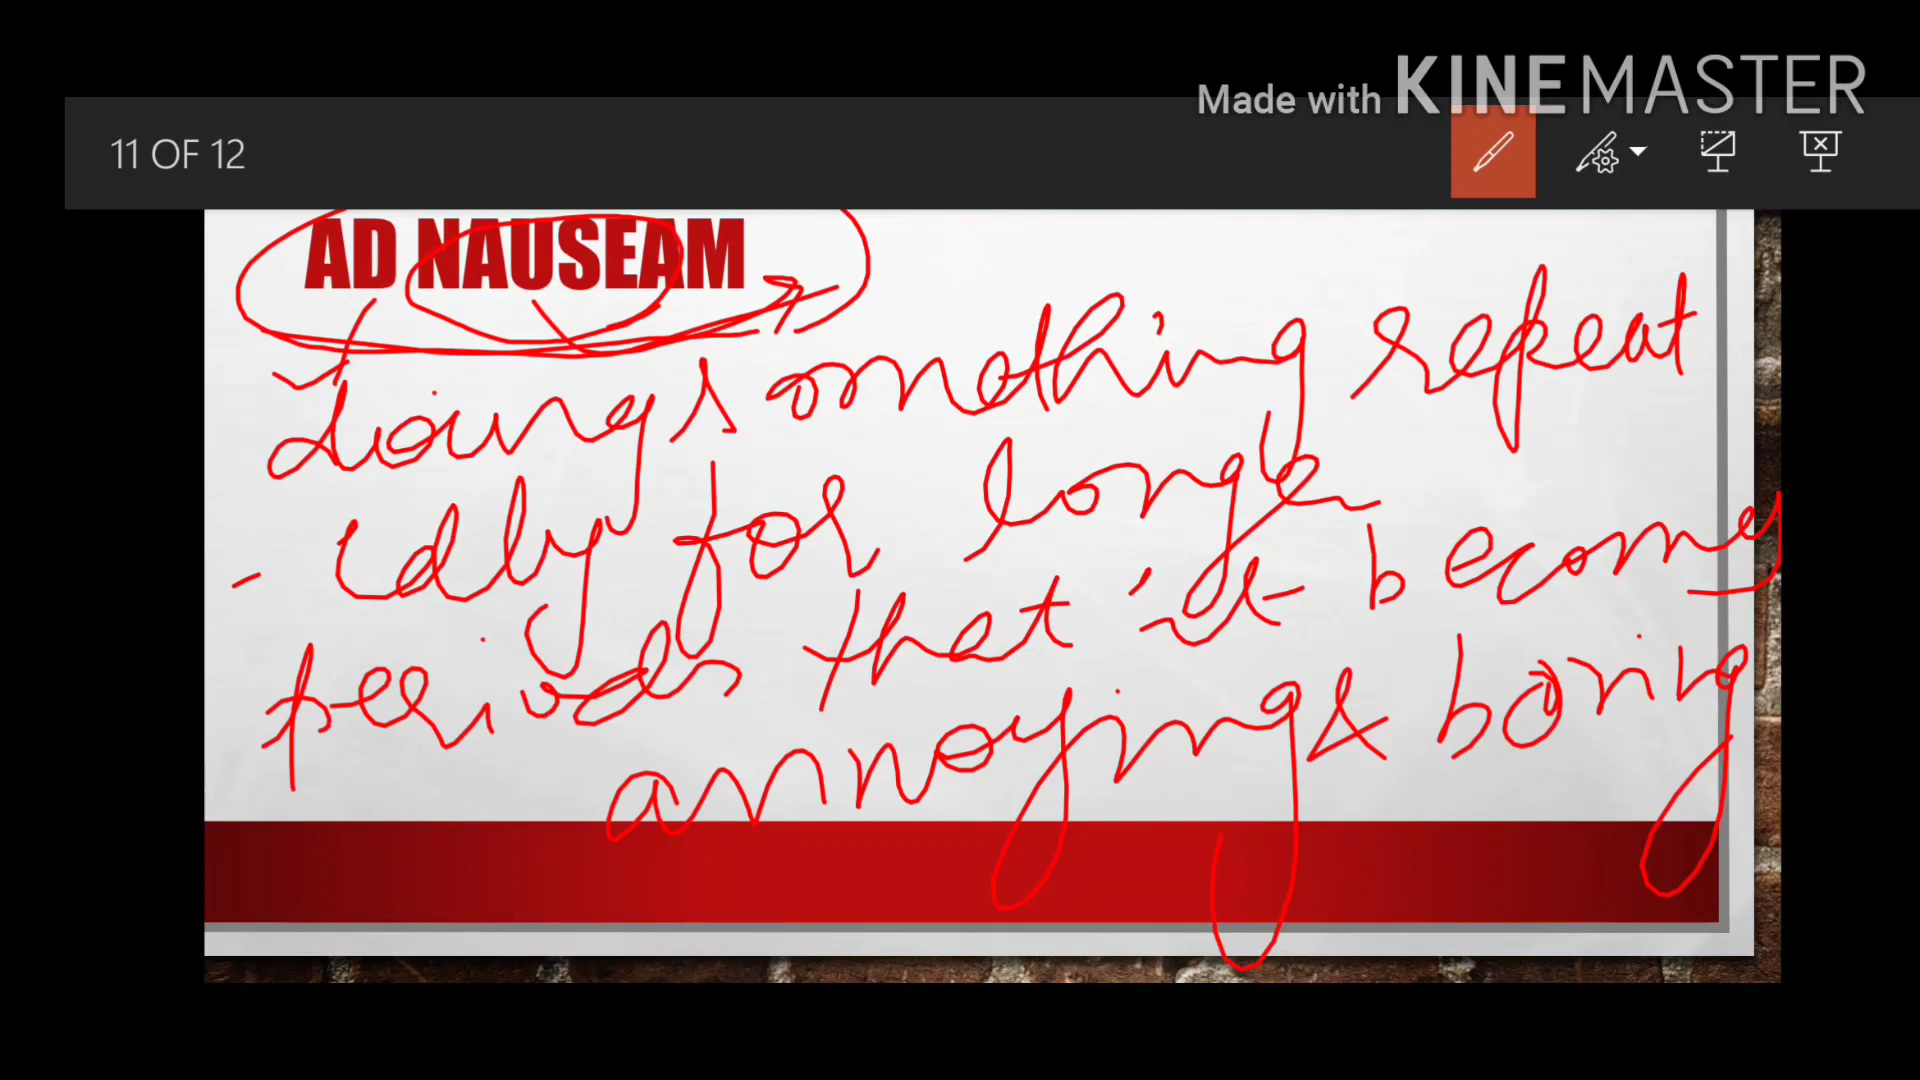 Made with KINEMASTER
11 OF 12
AD NAUSEAM
doing something repeat
- edly for longer
periods that it becomes
annoying & boring